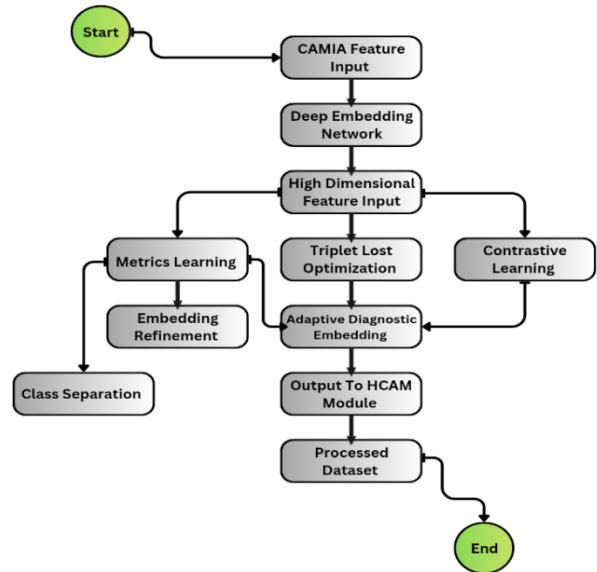 Start
CAMIA Feature
Input
Deep Embedding
Network
High Dimensional
Feature Input
Metrics Learning
Triplet Lost
Optimization
Contrastive
Learning
Embedding
Refinement
Adaptive Diagnostic
Embedding
Class Separation
Output To HCAM
Module
Processed
Dataset
End